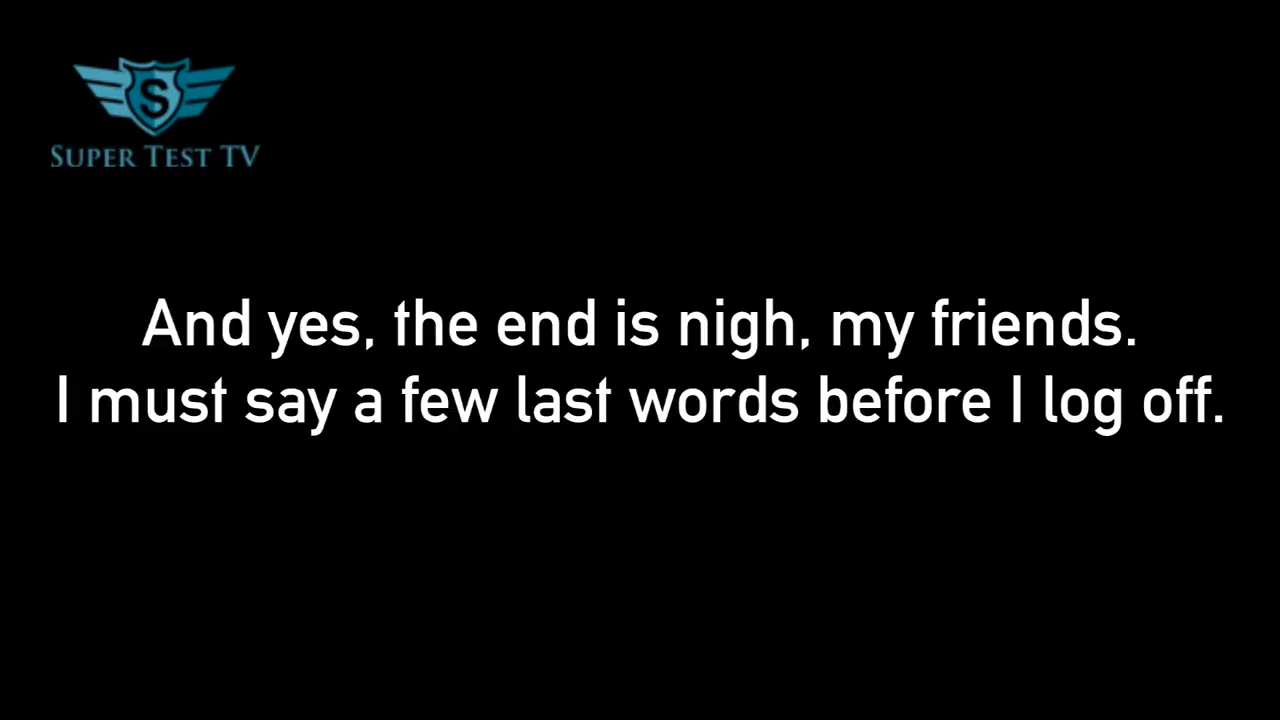 S
SUPER TEST TV
And yes, the end is nigh, my friends.
I must say a few last words before I log off.